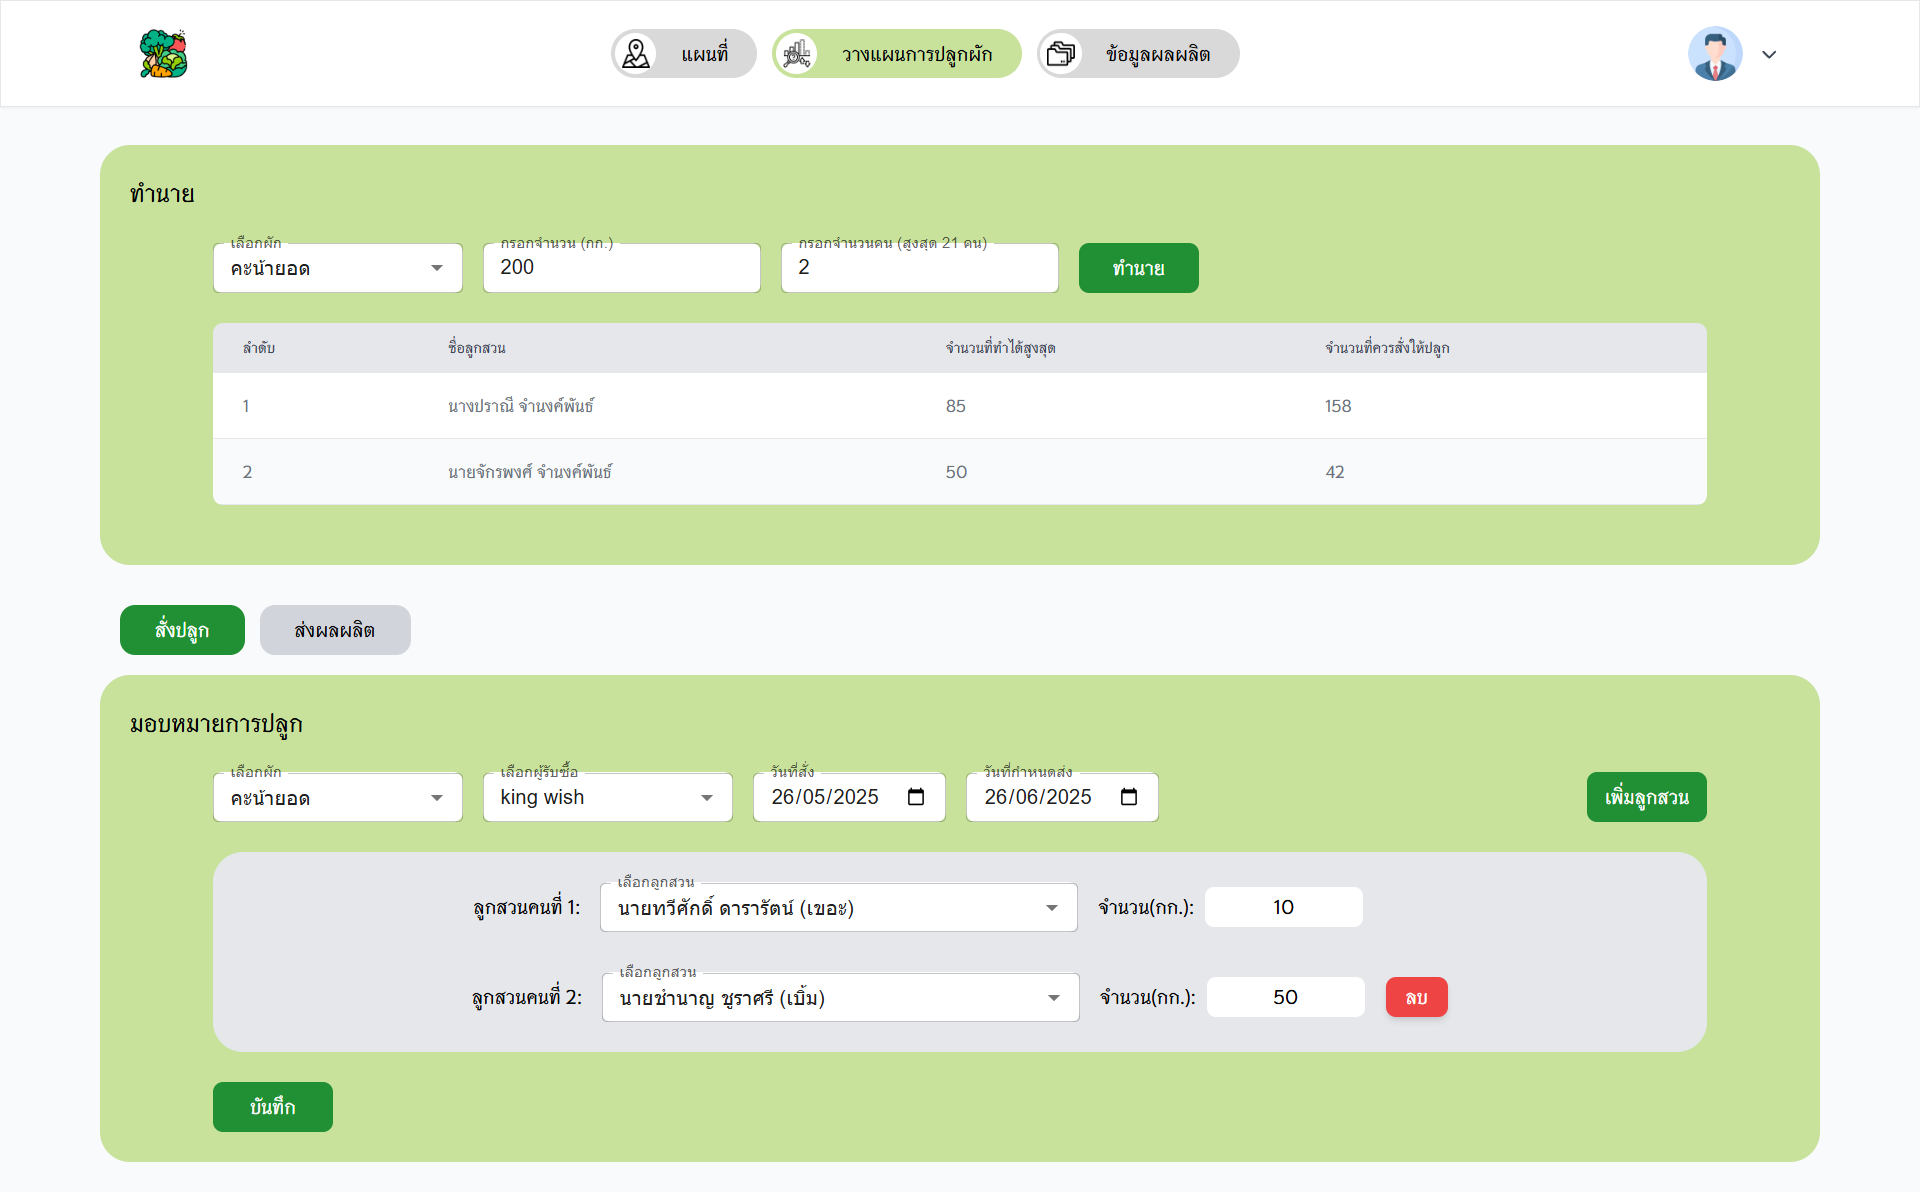 แผนที่
วางแผนการปลูกผัก
ข้อมูลผลผลิต
ทำนาย
เลือกผัก
คะน้ายอด
กรอกจำนวน (กก.)
200
กรอกจำนวนคน (สูงสุด 21 คน)
2
ทำนาย
ลำดับ ชื่อลูกสวน จำนวนที่ทำได้สูงสุด จำนวนที่ควรสั่งให้ปลูก
1 นางปราณี จำนงค์พันธ์ 85 158
2 นายจักรพงศ์ จำนงค์พันธ์ 50 42
สั่งปลูก
ส่งผลผลิต
มอบหมายการปลูก
เลือกผัก
คะน้ายอด
เลือกผู้รับซื้อ
king wish
วันที่สั่ง
26/05/2025
วันที่กำหนดส่ง
26/06/2025
เพิ่มลูกสวน
ลูกสวนคนที่ 1:
เลือกลูกสวน
นายทวีศักดิ์ ดารารัตน์ (เขอะ)
จำนวน(กก.):
10
ลูกสวนคนที่ 2:
เลือกลูกสวน
นายชำนาญ ชูราศรี (เบิ้ม)
จำนวน(กก.):
50
ลบ
บันทึก